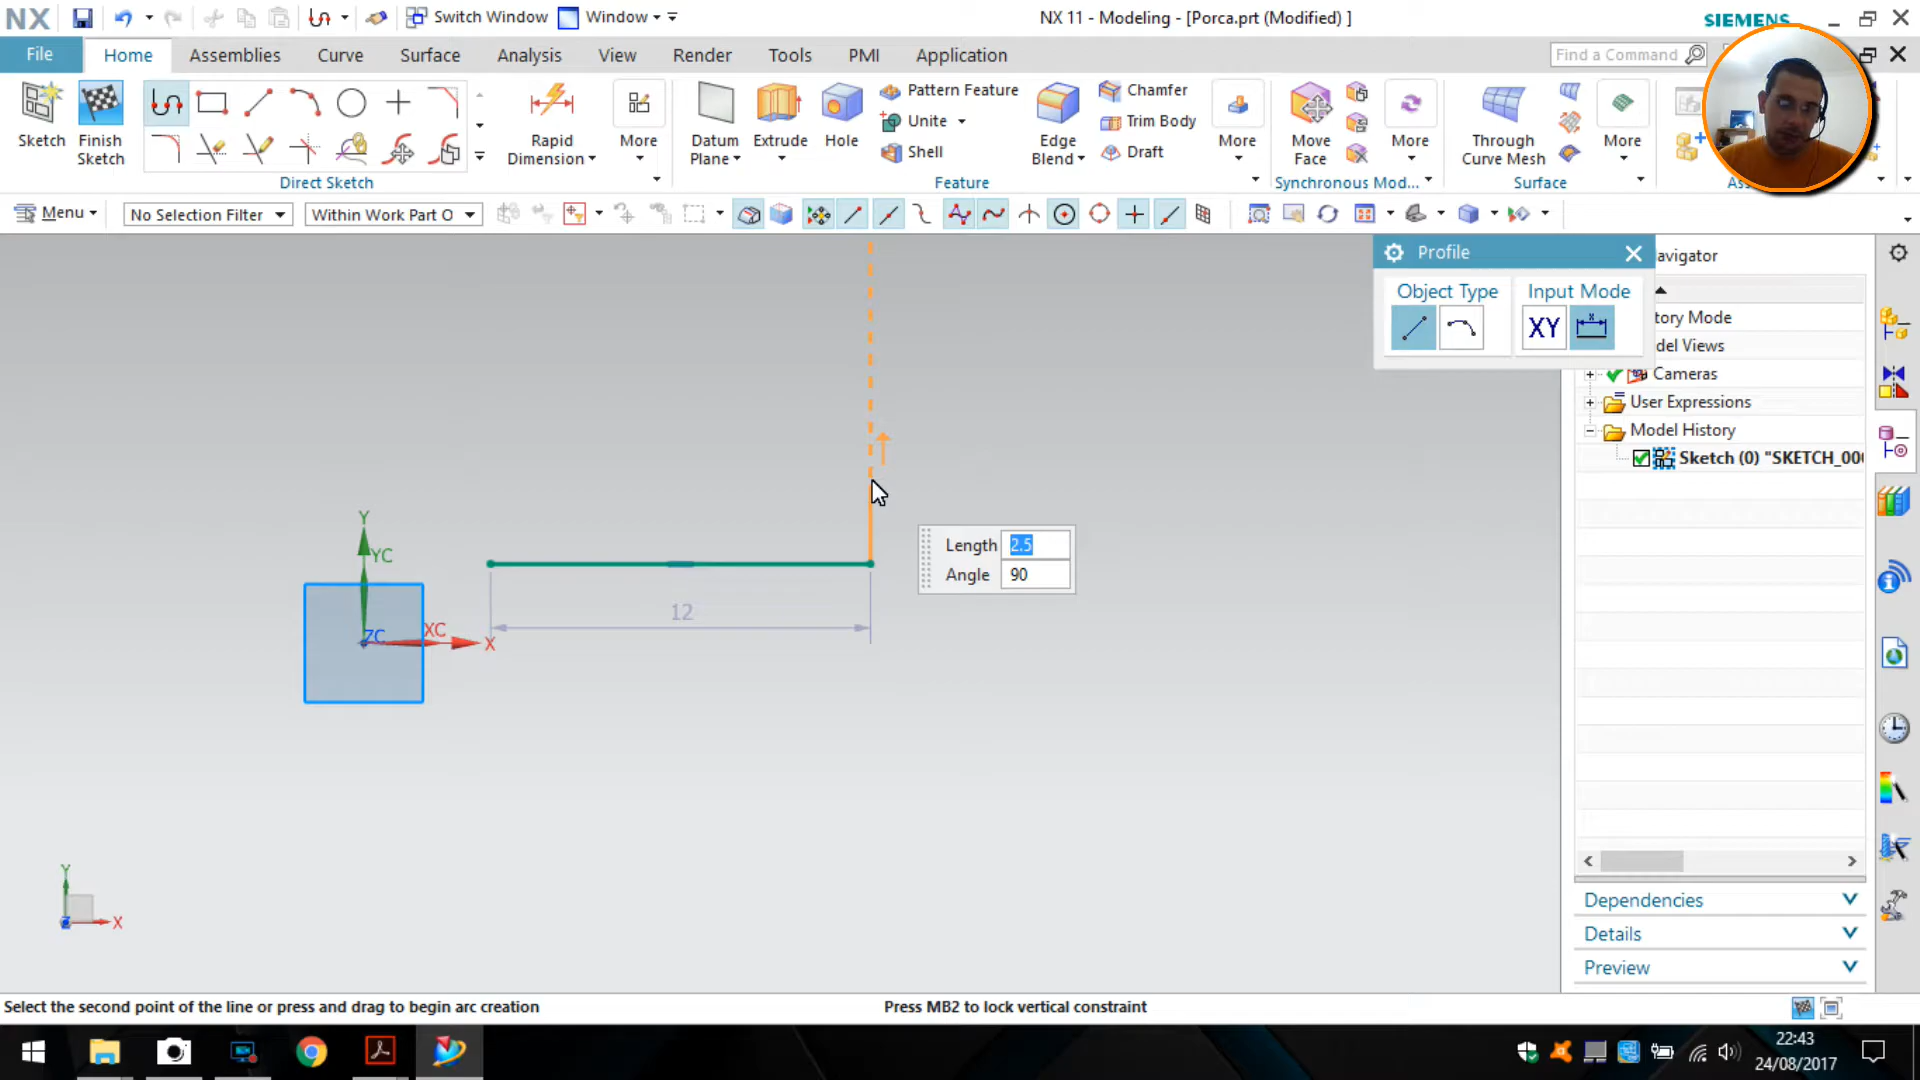 NX Switch Window Window NX 11 - Modeling - [Porca.prt (Modified) ] SIEMENS
File Home Assemblies Curve Surface Analysis View Render Tools PMI Application Find a Command
Sketch Finish Sketch Rapid Dimension More Datum Plane Extrude Hole Pattern Feature Unite Shell Edge Blend Chamfer Trim Body Draft More Move Face More Through Curve Mesh More
Direct Sketch Feature Synchronous Mod... Surface Ass
Menu No Selection Filter Within Work Part O
Profile
Object Type Input Mode
XY
x
avigator
tory Mode
del Views
Cameras
User Expressions
Model History
Sketch (0) "SKETCH_00
Y
YC
ZC
XC
X
12
Length 2.5
Angle 90
Y
Z
X
Dependencies
Details
Preview
Select the second point of the line or press and drag to begin arc creation Press MB2 to lock vertical constraint
22:43
24/08/2017